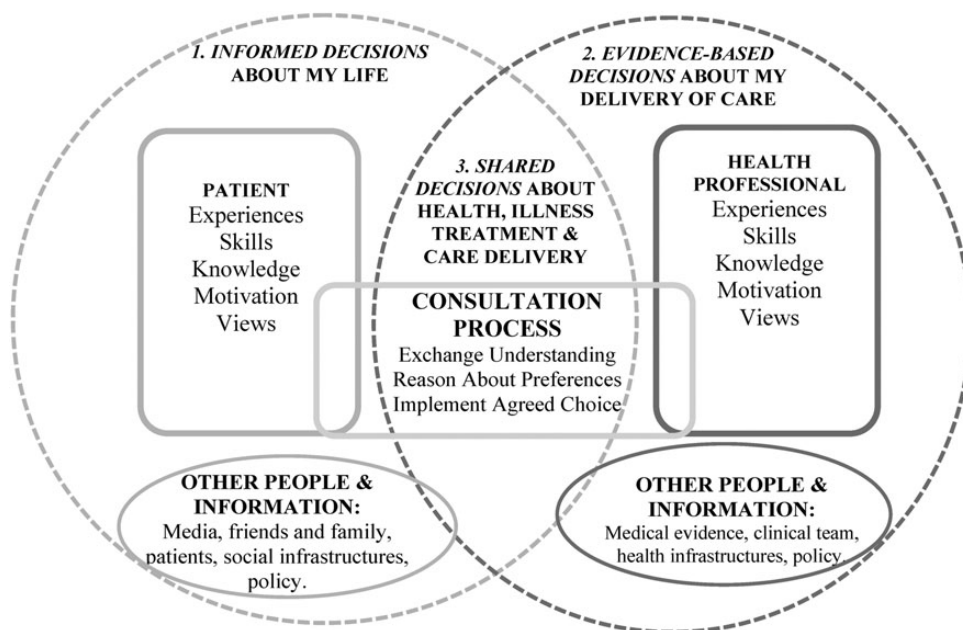 1. INFORMED DECISIONS
ABOUT MY LIFE
2. EVIDENCE-BASED
DECISIONS ABOUT MY
DELIVERY OF CARE
PATIENT
Experiences
Skills
Knowledge
Motivation
Views
3. SHARED
DECISIONS ABOUT
HEALTH, ILLNESS
TREATMENT &
CARE DELIVERY
HEALTH
PROFESSIONAL
Experiences
Skills
Knowledge
Motivation
Views
CONSULTATION
PROCESS
Exchange Understanding
Reason About Preferences
Implement Agreed Choice
OTHER PEOPLE &
INFORMATION:
Media, friends and family,
patients, social infrastructures,
policy.
OTHER PEOPLE &
INFORMATION:
Medical evidence, clinical team,
health infrastructures, policy